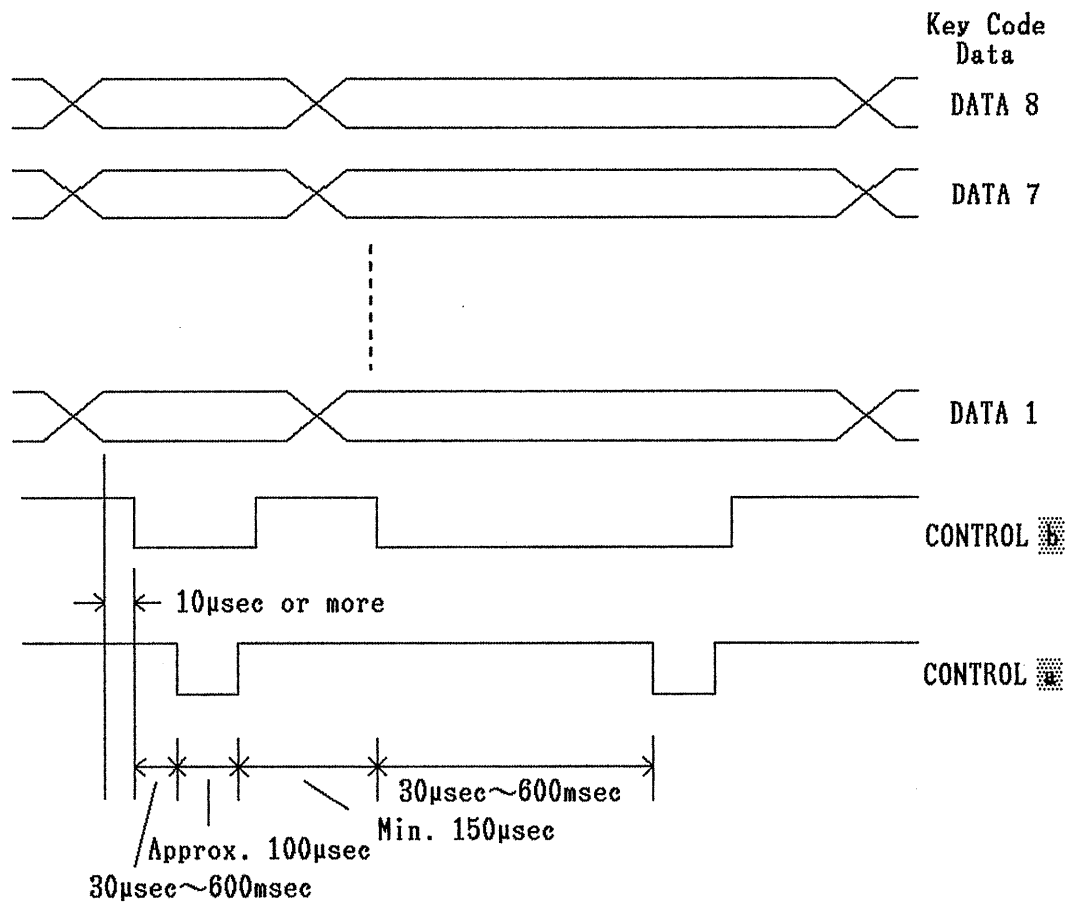 Key Code
Data
DATA 8
DATA 7
DATA 1
CONTROL b
10μsec or more
CONTROL a
30μsec～600msec
Min. 150μsec
Approx. 100μsec
30μsec～600msec